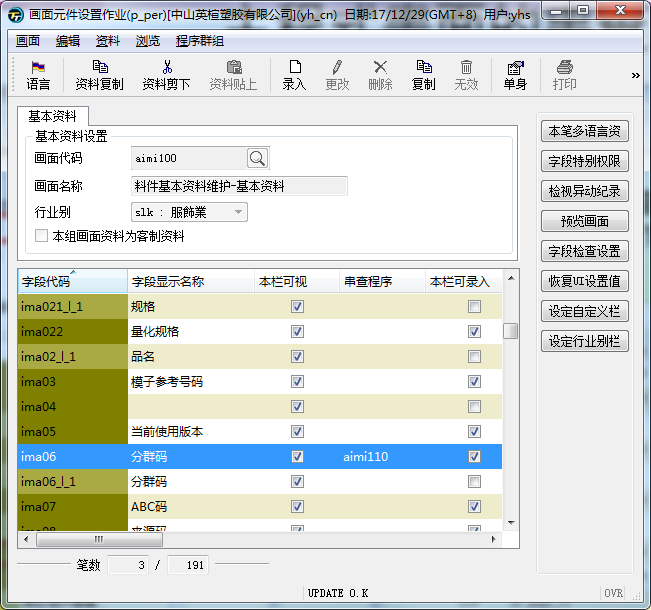 画面元件设置作业(p_per)[中山英椬塑胶有限公司](yh_cn) 日期:17/12/29(GMT+8) 用户:yhs
画面 编辑 资料 浏览 程序群组
语言 资料复制 资料剪下 资料贴上 录入 更改 删除 复制 无效 单身 打印 »
基本资料
基本资料设置
画面代码 aimi100
画面名称 料件基本资料维护-基本资料
行业别 slk : 服飾業
本组画面资料为客制资料
字段代码 字段显示名称 本栏可视 串查程序 本栏可录入
ima021_l_1 规格
ima022 量化规格
ima02_l_1 品名
ima03 模子参考号码
ima04
ima05 当前使用版本
ima06 分群码 aimi110
ima06_l_1 分群码
ima07 ABC码
ima08 来源码
笔数 3 / 191
本笔多语言资
字段特别权限
检视异动纪录
预览画面
字段检查设置
恢复UI设置值
设定自定义栏
设定行业别栏
UPDATE O.K OVR